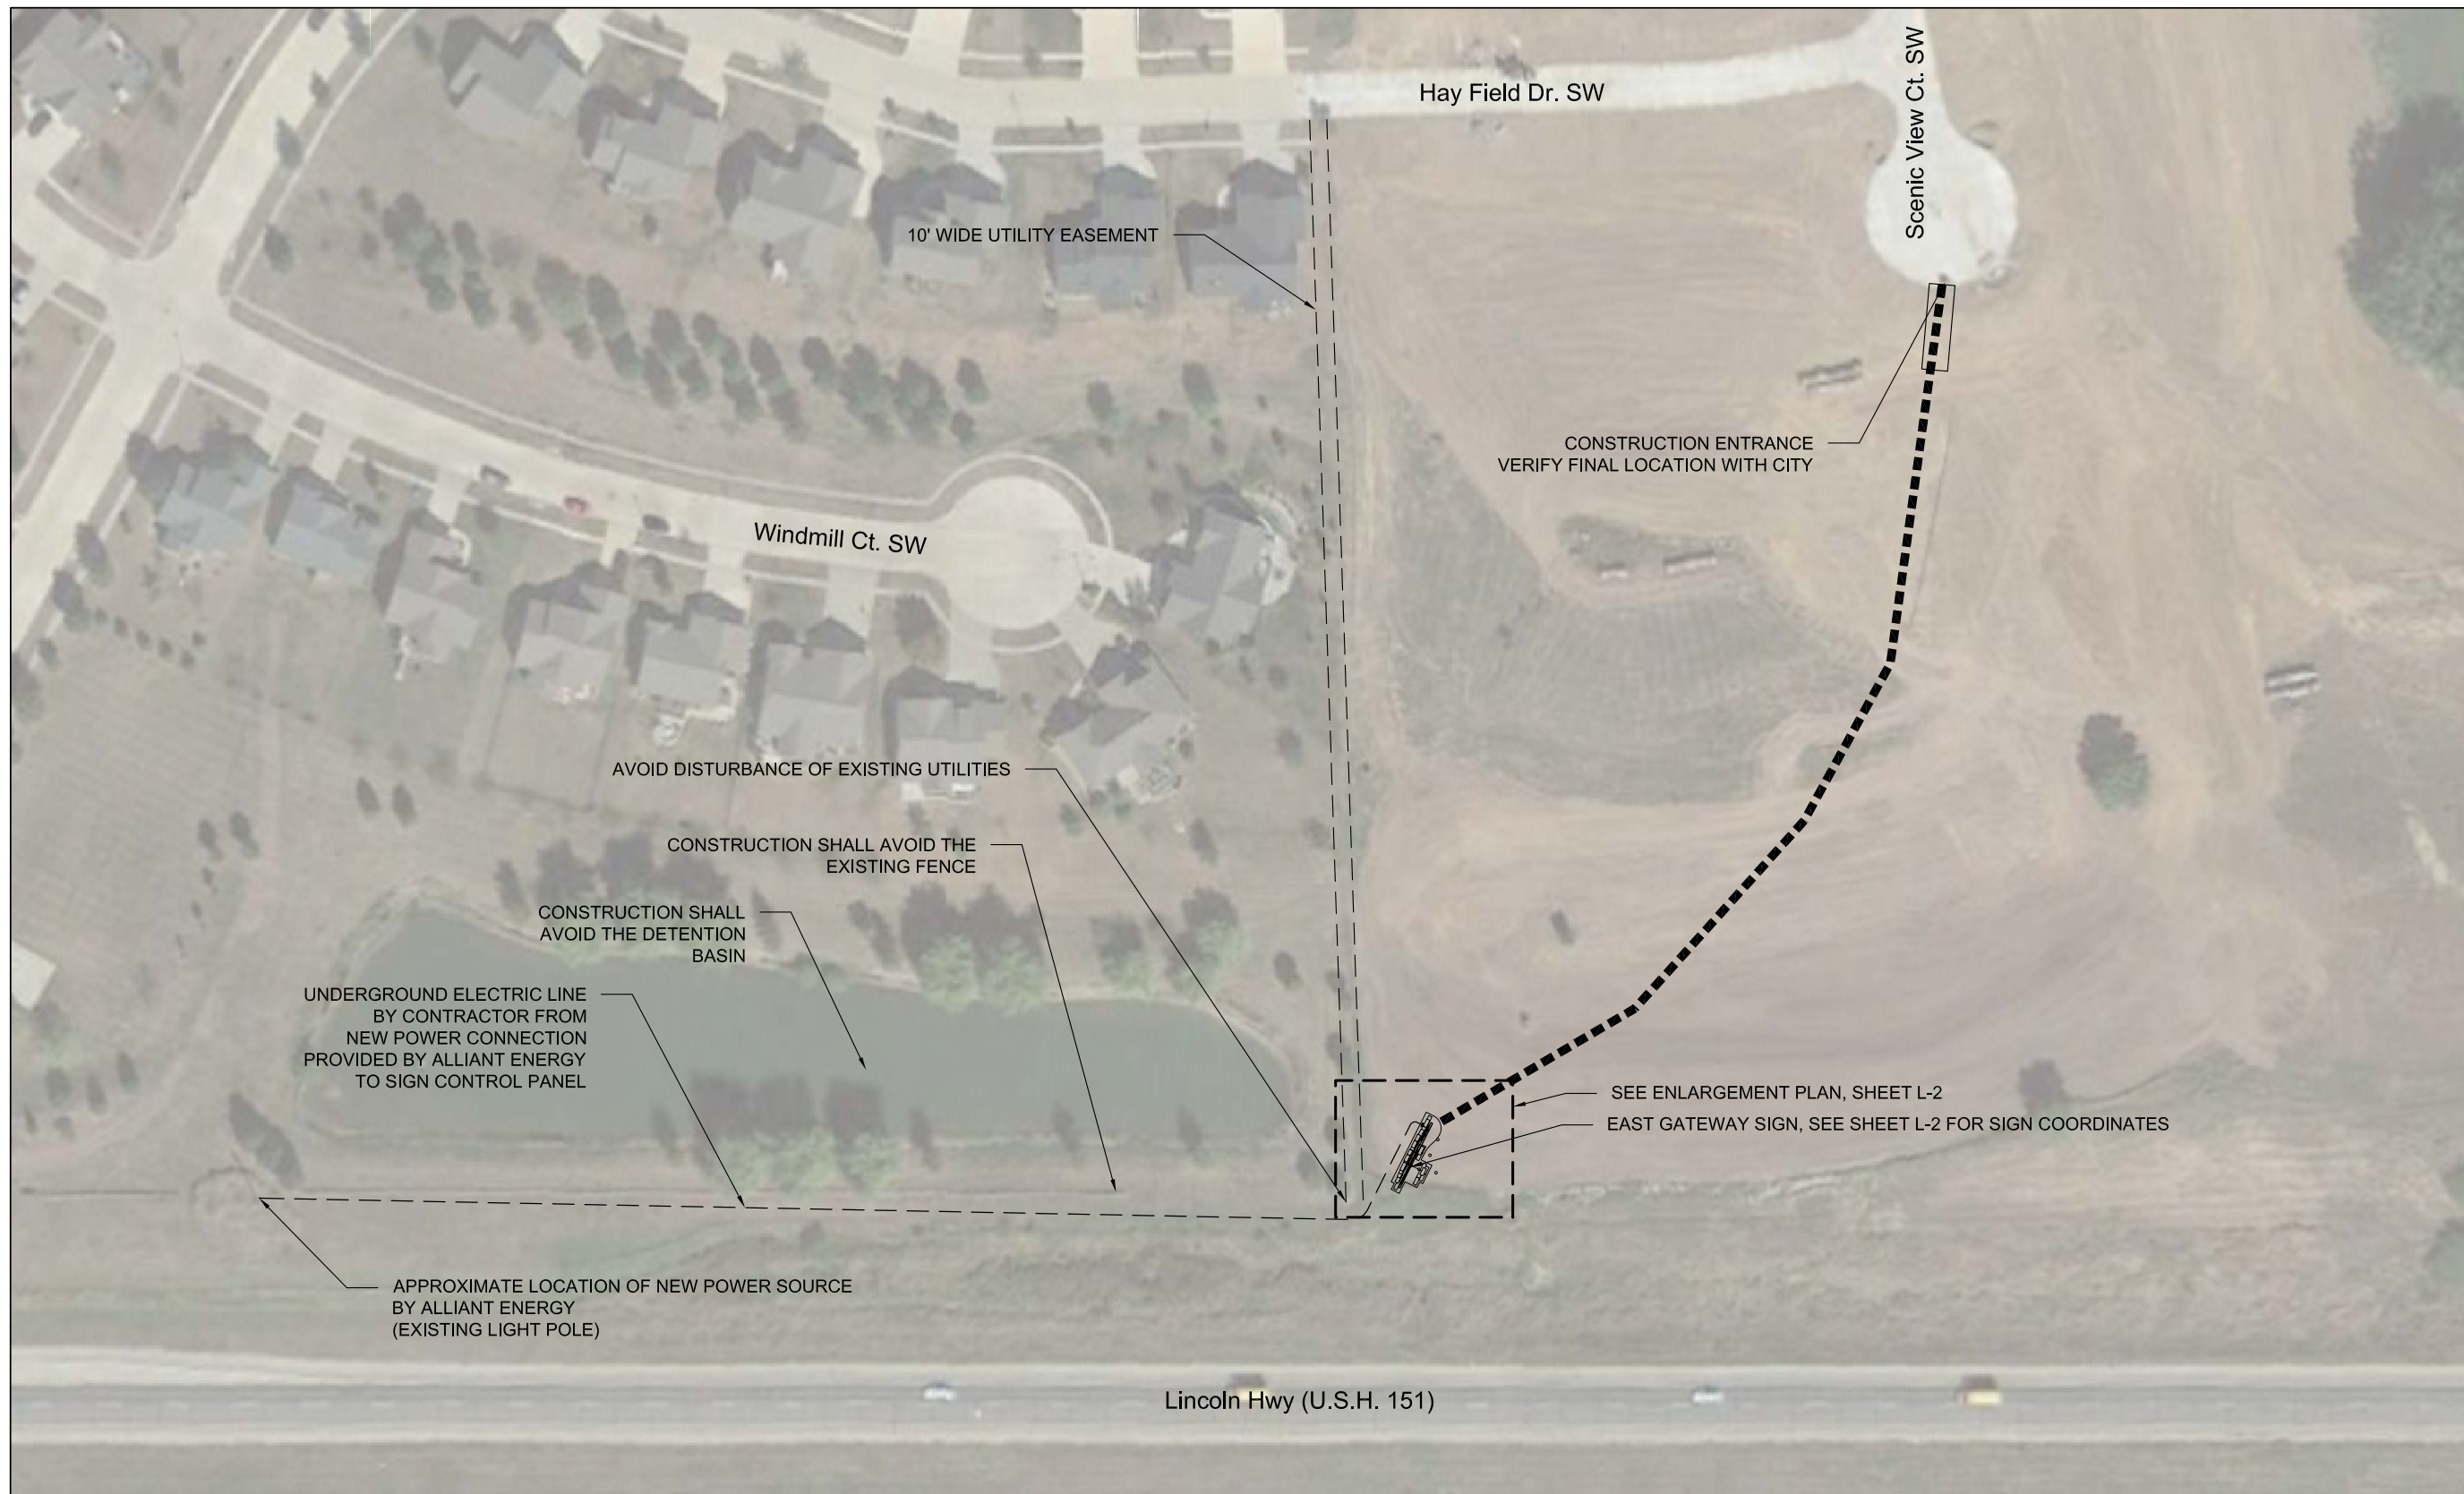 Hay Field Dr. SW
Scenic View Ct. SW
10' WIDE UTILITY EASEMENT
CONSTRUCTION ENTRANCE
VERIFY FINAL LOCATION WITH CITY
Windmill Ct. SW
AVOID DISTURBANCE OF EXISTING UTILITIES
CONSTRUCTION SHALL AVOID THE
EXISTING FENCE
CONSTRUCTION SHALL
AVOID THE DETENTION
BASIN
UNDERGROUND ELECTRIC LINE
BY CONTRACTOR FROM
NEW POWER CONNECTION
PROVIDED BY ALLIANT ENERGY
TO SIGN CONTROL PANEL
SEE ENLARGEMENT PLAN, SHEET L-2
EAST GATEWAY SIGN, SEE SHEET L-2 FOR SIGN COORDINATES
APPROXIMATE LOCATION OF NEW POWER SOURCE
BY ALLIANT ENERGY
(EXISTING LIGHT POLE)
Lincoln Hwy (U.S.H. 151)